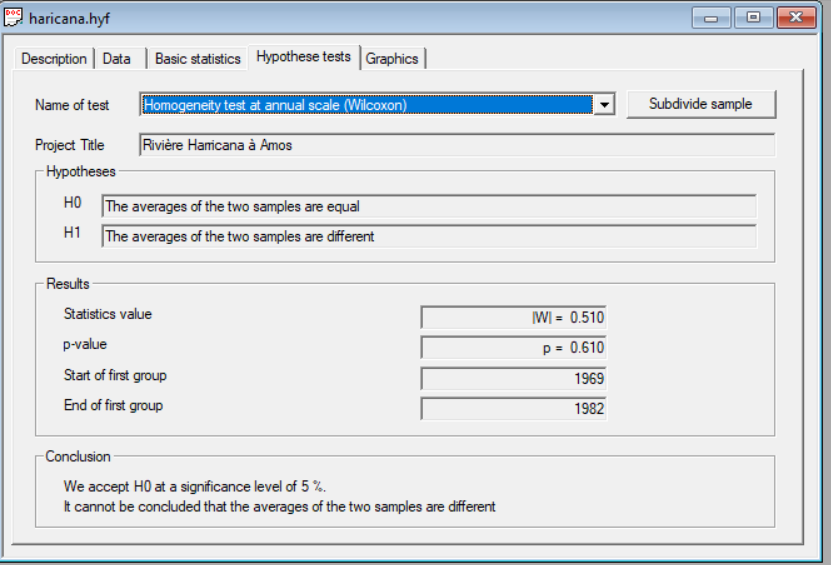 haricana.hyf
Description Data Basic statistics Hypothese tests Graphics
Name of test Homogeneity test at annual scale (Wilcoxon) Subdivide sample
Project Title Rivière Harricana à Amos
Hypotheses
H0 The averages of the two samples are equal
H1 The averages of the two samples are different
Results
Statistics value |W| = 0.510
p-value p = 0.610
Start of first group 1969
End of first group 1982
Conclusion
We accept H0 at a significance level of 5 %.
It cannot be concluded that the averages of the two samples are different